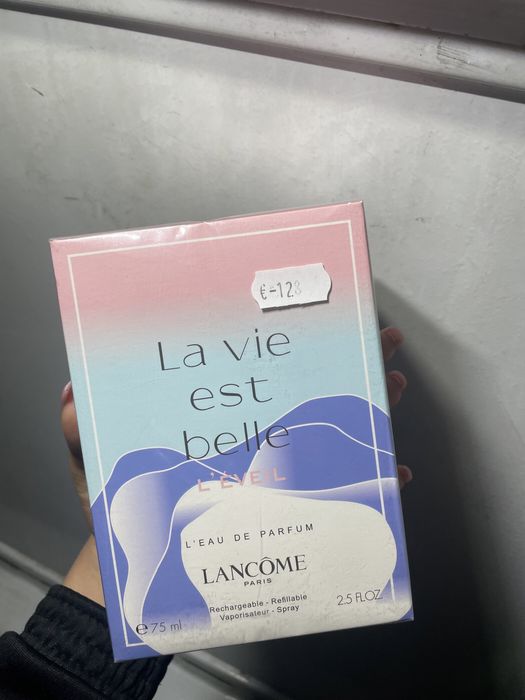 €-128
La vie
est
belle
L'ÉVEIL
L'EAU DE PARFUM
LANCÔME
PARIS
Rechargeable - Refillable
Vaporisateur - Spray
℮75 ml
2.5 FL.OZ.